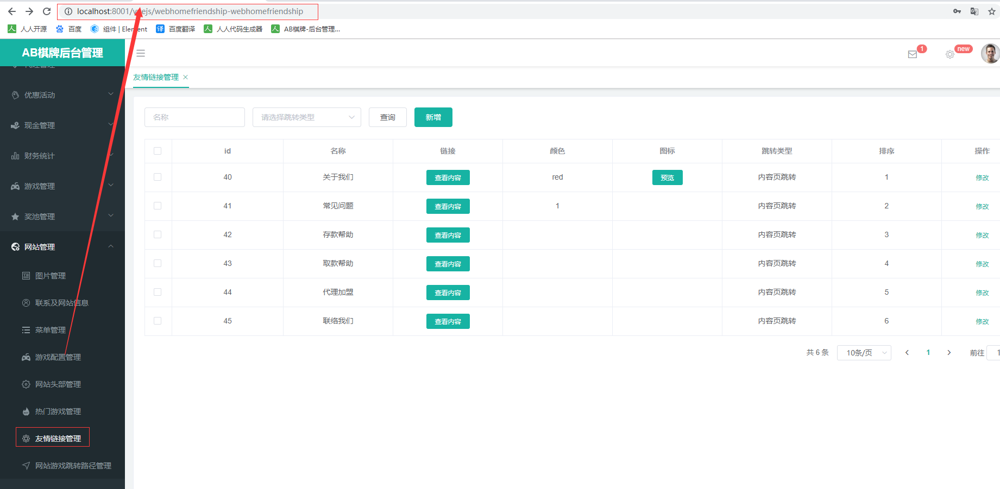 localhost:8001/vuejs/webhomefriendship-webhomefriendship
人人开源 百度 组件 | Element 百度翻译 人人代码生成器 AB棋牌-后台管理...
AB棋牌后台管理
1
new
代理管理
友情链接管理
优惠活动
现金管理
财务统计
游戏管理
奖池管理
网站管理
图片管理
联系及网站信息
菜单管理
游戏配置管理
网站头部管理
热门游戏管理
友情链接管理
网站游戏跳转路径管理
名称 请选择跳转类型 查询 新增
id 名称 链接 颜色 图标 跳转类型 排序 操作
40 关于我们 查看内容 red 预览 内容页跳转 1 修改
41 常见问题 查看内容 1 内容页跳转 2 修改
42 存款帮助 查看内容 内容页跳转 3 修改
43 取款帮助 查看内容 内容页跳转 4 修改
44 代理加盟 查看内容 内容页跳转 5 修改
45 联络我们 查看内容 内容页跳转 6 修改
共 6 条 10条/页 1 前往 1